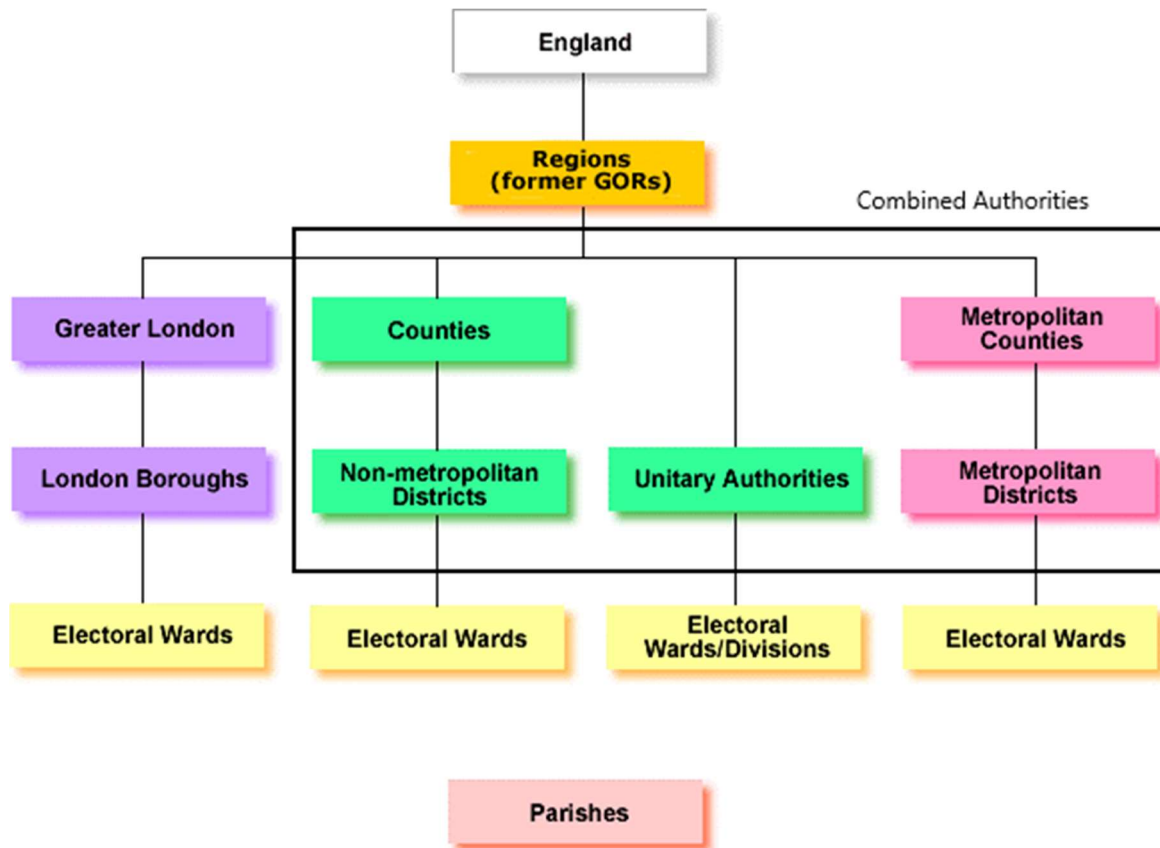 England
Regions
(former GORs)
Combined Authorities
Greater London
Counties
Metropolitan
Counties
London Boroughs
Non-metropolitan
Districts
Unitary Authorities
Metropolitan
Districts
Electoral Wards
Electoral Wards
Electoral
Wards/Divisions
Electoral Wards
Parishes